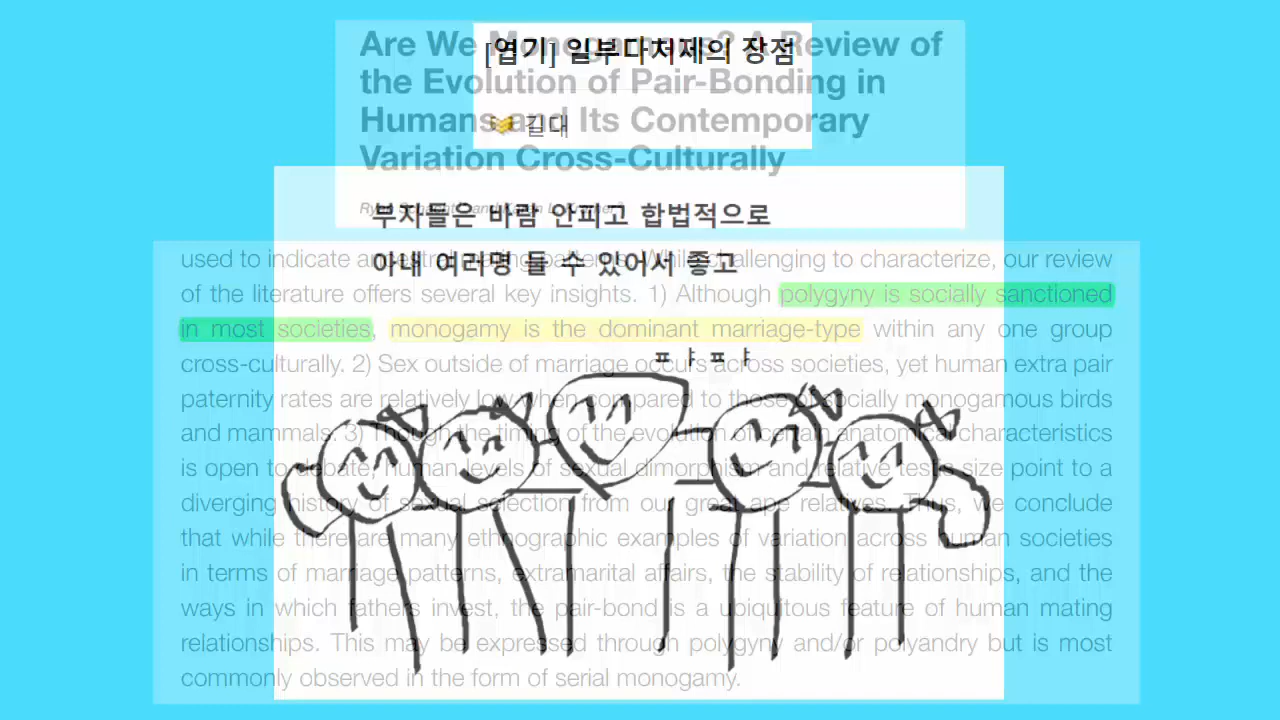 Are We Monogamous? A Review of
the Evolution of Pair-Bonding in
Humans and Its Contemporary
Variation Cross-Culturally
[엽기] 일부다처제의 장점
길대
부자들은 바람 안피고 합법적으로
아내 여러명 둘 수 있어서 좋고
ㅍㅑㅍㅑ
used to indicate challenging to characterize, our review
of the literature offers several key insights. 1) Although polygyny is socially sanctioned
in most societies, monogamy is the dominant marriage-type within any one group
cross-culturally. 2) Sex outside of marriage occurs across societies, yet human extra pair
paternity rates are relatively low when compared to those of socially monogamous birds
and mammals. 3) Though the timing of the evolution of certain anatomical characteristics
is open to debate, human levels of sexual dimorphism and relative testis size point to a
diverging history of sexual selection from our great ape relatives. Thus, we conclude
that while there are many ethnographic examples of variation across human societies
in terms of marriage patterns, extramarital affairs, the stability of relationships, and the
ways in which fathers invest, the pair-bond is a ubiquitous feature of human mating
relationships. This may be expressed through polygyny and/or polyandry but is most
commonly observed in the form of serial monogamy.